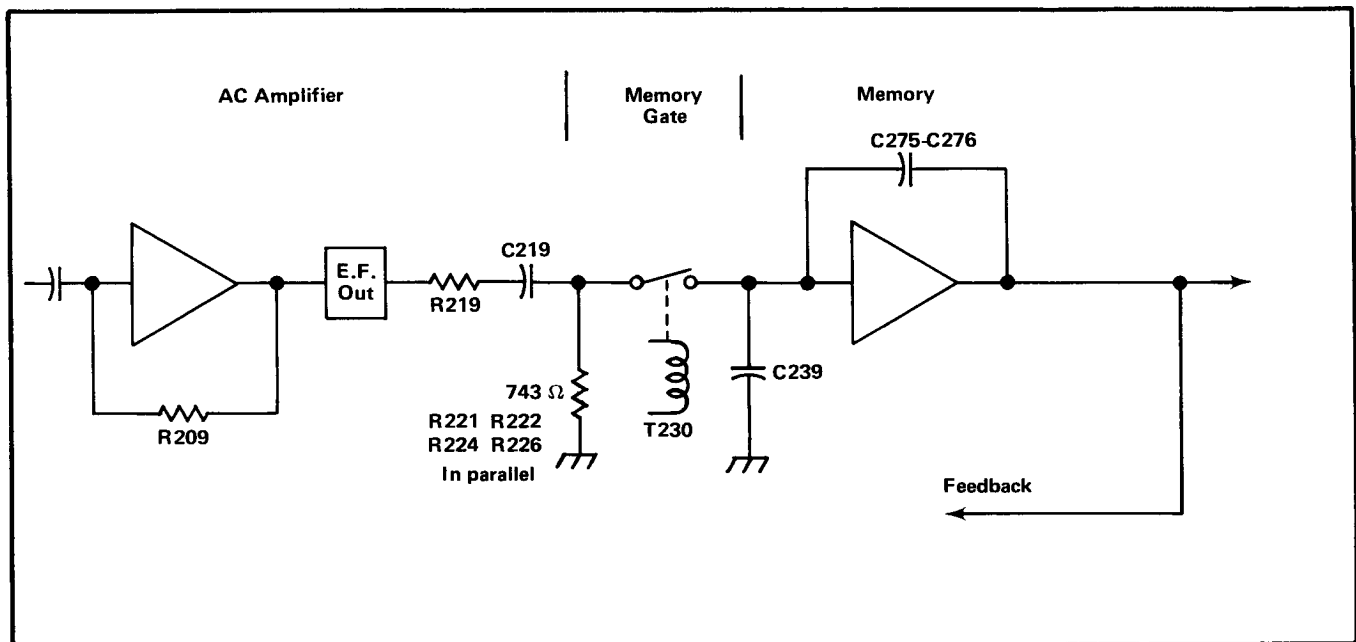 AC Amplifier
Memory
Gate
Memory
C275-C276
C219
E.F.
Out
R219
R209
743 Ω
R221 R222
R224 R226
In parallel
T230
C239
Feedback